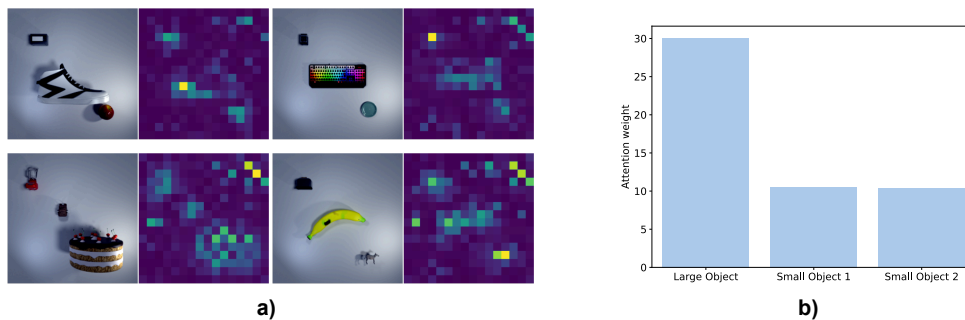 30
25
20
15
10
5
0
Attention weight
Large Object
Small Object 1
Small Object 2
a)
b)